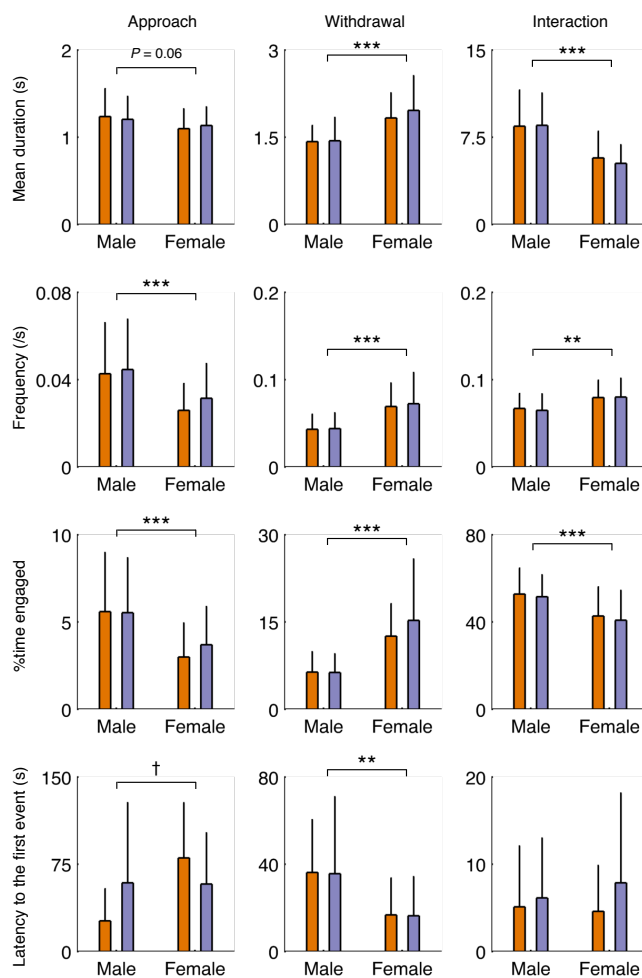 Approach
Withdrawal
Interaction
Mean duration (s)
2
1
0
P = 0.06
Male Female
3
1.5
0
***
Male Female
15
7.5
0
***
Male Female
Frequency (/s)
0.08
0.04
0
***
Male Female
0.2
0.1
0
***
Male Female
0.2
0.1
0
**
Male Female
%time engaged
10
5
0
***
Male Female
30
15
0
***
Male Female
80
40
0
***
Male Female
Latency to the first event (s)
150
75
0
†
Male Female
80
40
0
**
Male Female
20
10
0
Male Female